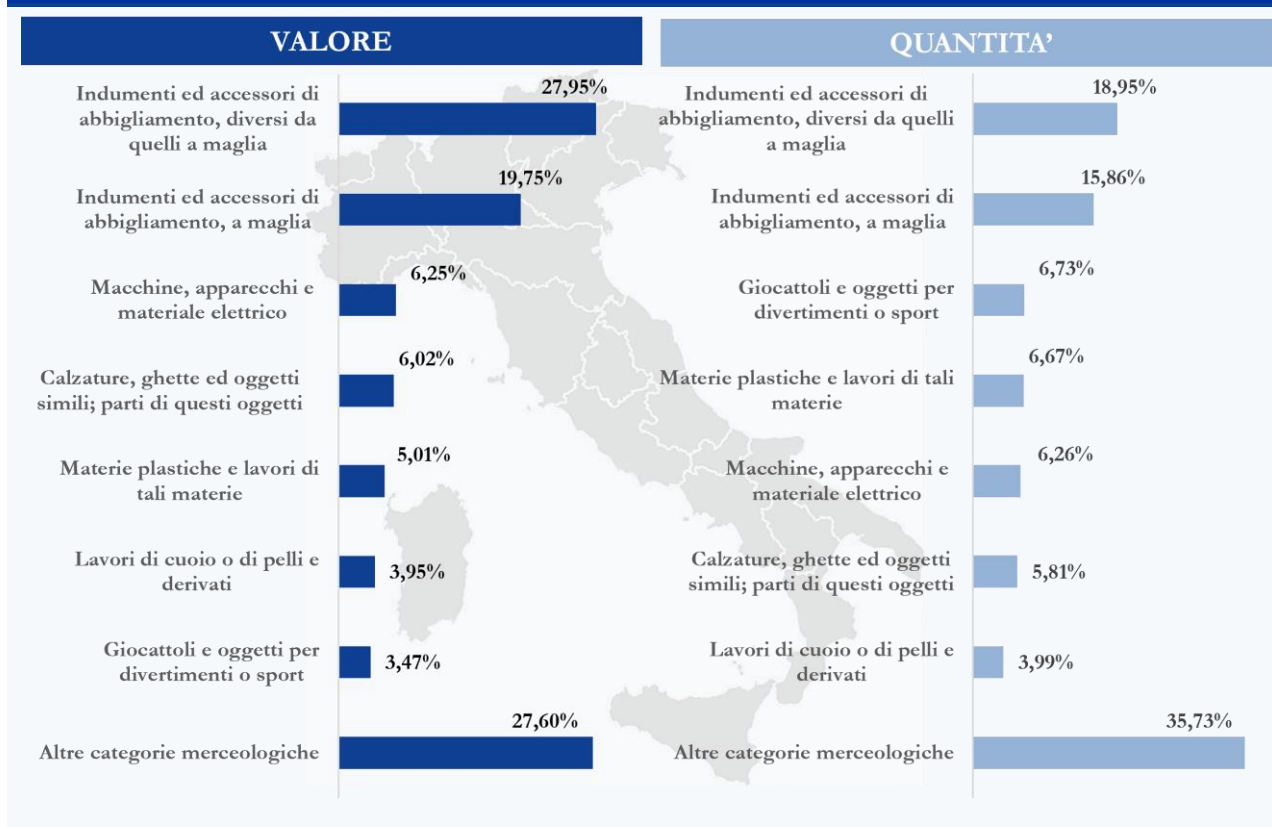 VALORE
Indumenti ed accessori di
abbigliamento, diversi da
quelli a maglia
27,95%
Indumenti ed accessori di
abbigliamento, a maglia
19,75%
Macchine, apparecchi e
materiale elettrico
6,25%
Calzature, ghette ed oggetti
simili; parti di questi oggetti
6,02%
Materie plastiche e lavori di
tali materie
5,01%
Lavori di cuoio o di pelli e
derivati
3,95%
Giocattoli e oggetti per
divertimenti o sport
3,47%
Altre categorie merceologiche
27,60%
QUANTITA’
Indumenti ed accessori di
abbigliamento, diversi da quelli
a maglia
18,95%
Indumenti ed accessori di
abbigliamento, a maglia
15,86%
Giocattoli e oggetti per
divertimenti o sport
6,73%
Materie plastiche e lavori di tali
materie
6,67%
Macchine, apparecchi e
materiale elettrico
6,26%
Calzature, ghette ed oggetti
simili; parti di questi oggetti
5,81%
Lavori di cuoio o di pelli e
derivati
3,99%
Altre categorie merceologiche
35,73%